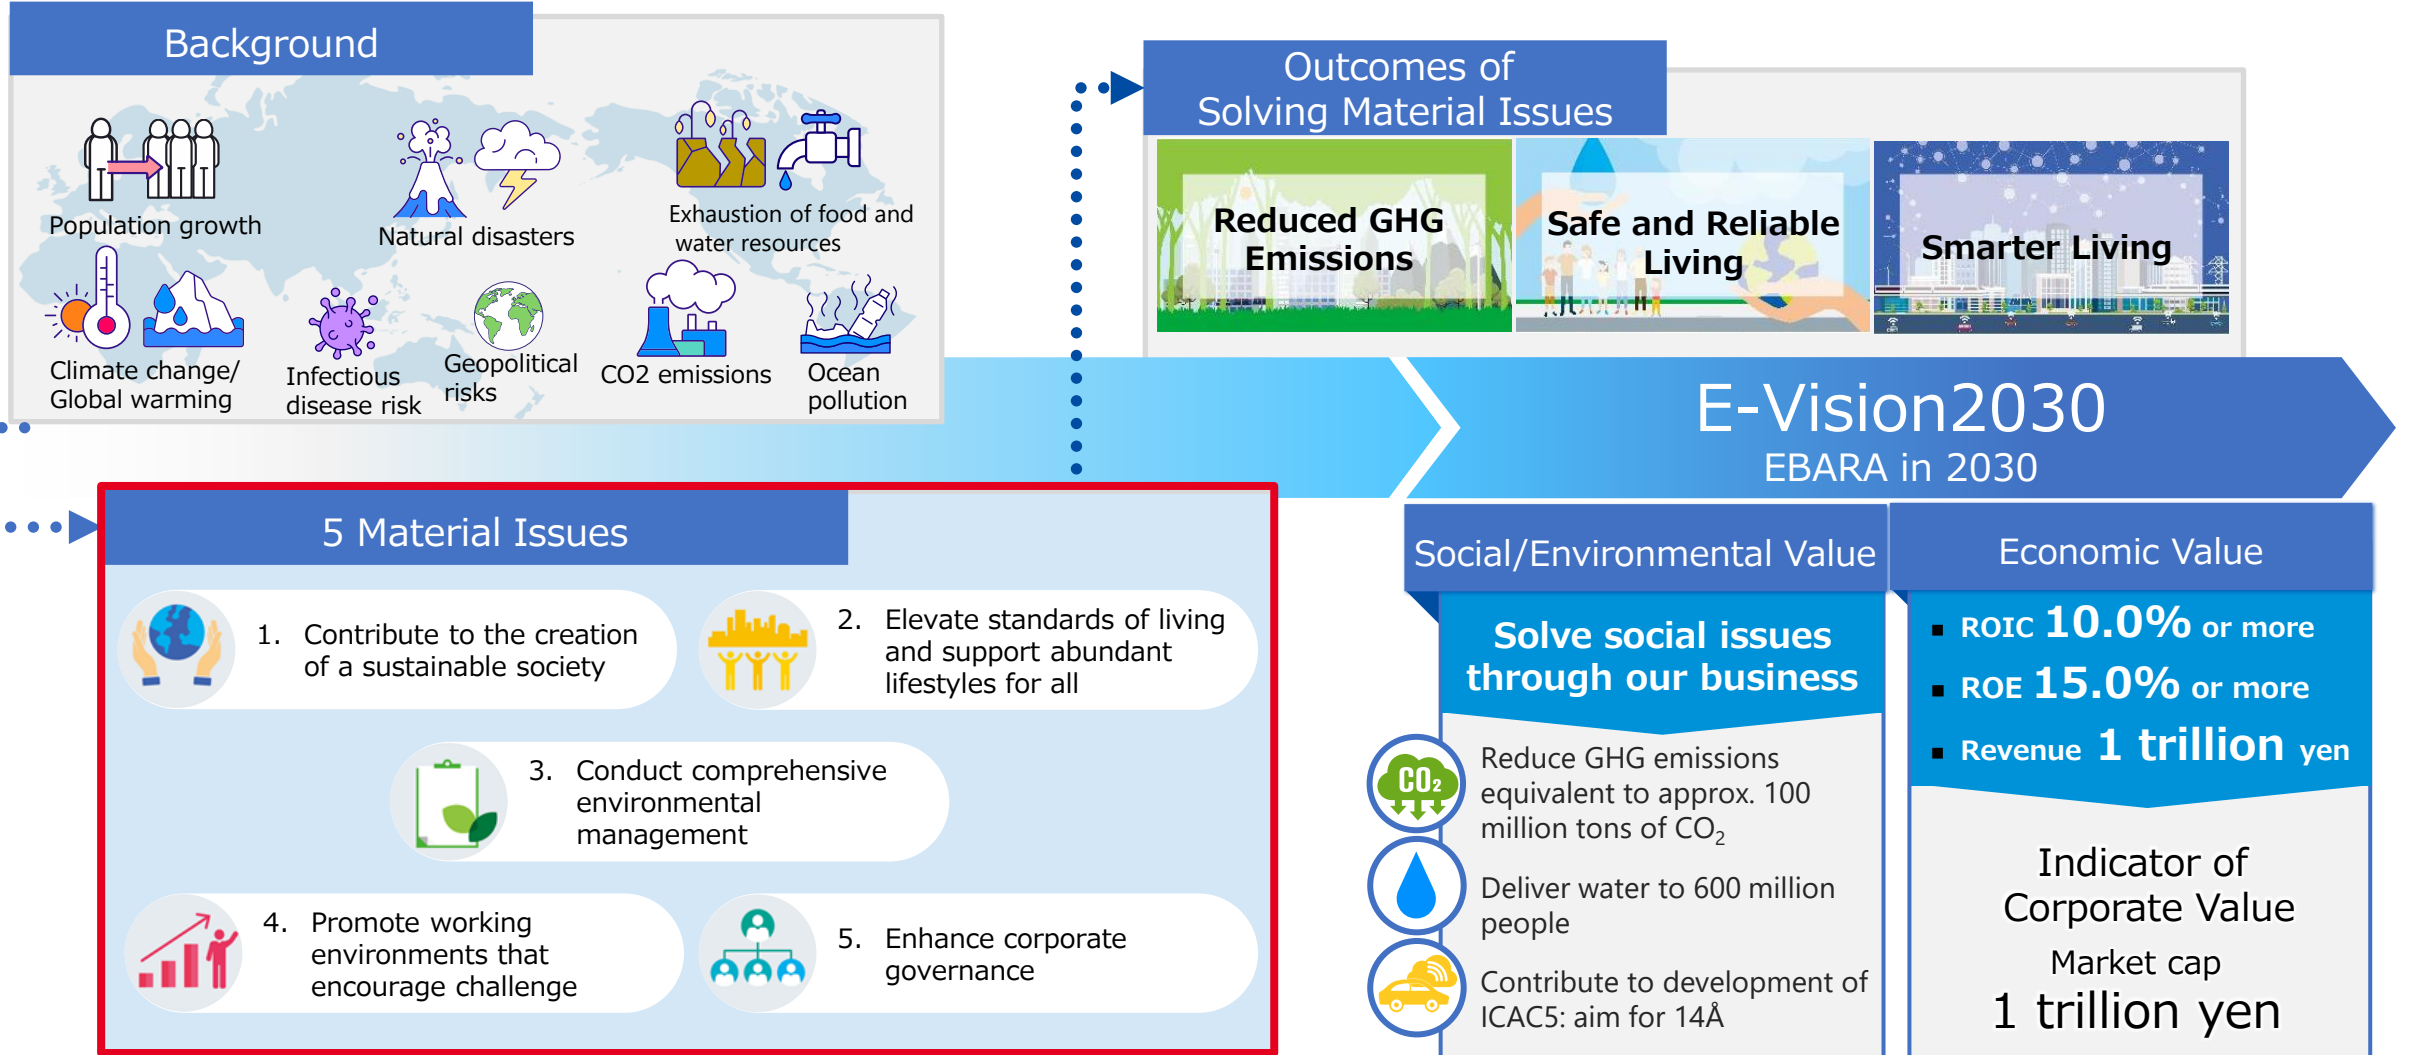 Background
Population growth
Natural disasters
Exhaustion of food and
water resources
Climate change/
Global warming
Infectious
disease risk
Geopolitical
risks
CO2 emissions
Ocean
pollution
Outcomes of
Solving Material Issues
Reduced GHG
Emissions
Safe and Reliable
Living
Smarter Living
E-Vision2030
EBARA in 2030
5 Material Issues
1. Contribute to the creation
of a sustainable society
2. Elevate standards of living
and support abundant
lifestyles for all
3. Conduct comprehensive
environmental
management
4. Promote working
environments that
encourage challenge
5. Enhance corporate
governance
Social/Environmental Value
Solve social issues
through our business
CO2
Reduce GHG emissions
equivalent to approx. 100
million tons of CO₂
Deliver water to 600 million
people
Contribute to development of
ICAC5: aim for 14Å
Economic Value
▪ ROIC 10.0% or more
▪ ROE 15.0% or more
▪ Revenue 1 trillion yen
Indicator of
Corporate Value
Market cap
1 trillion yen